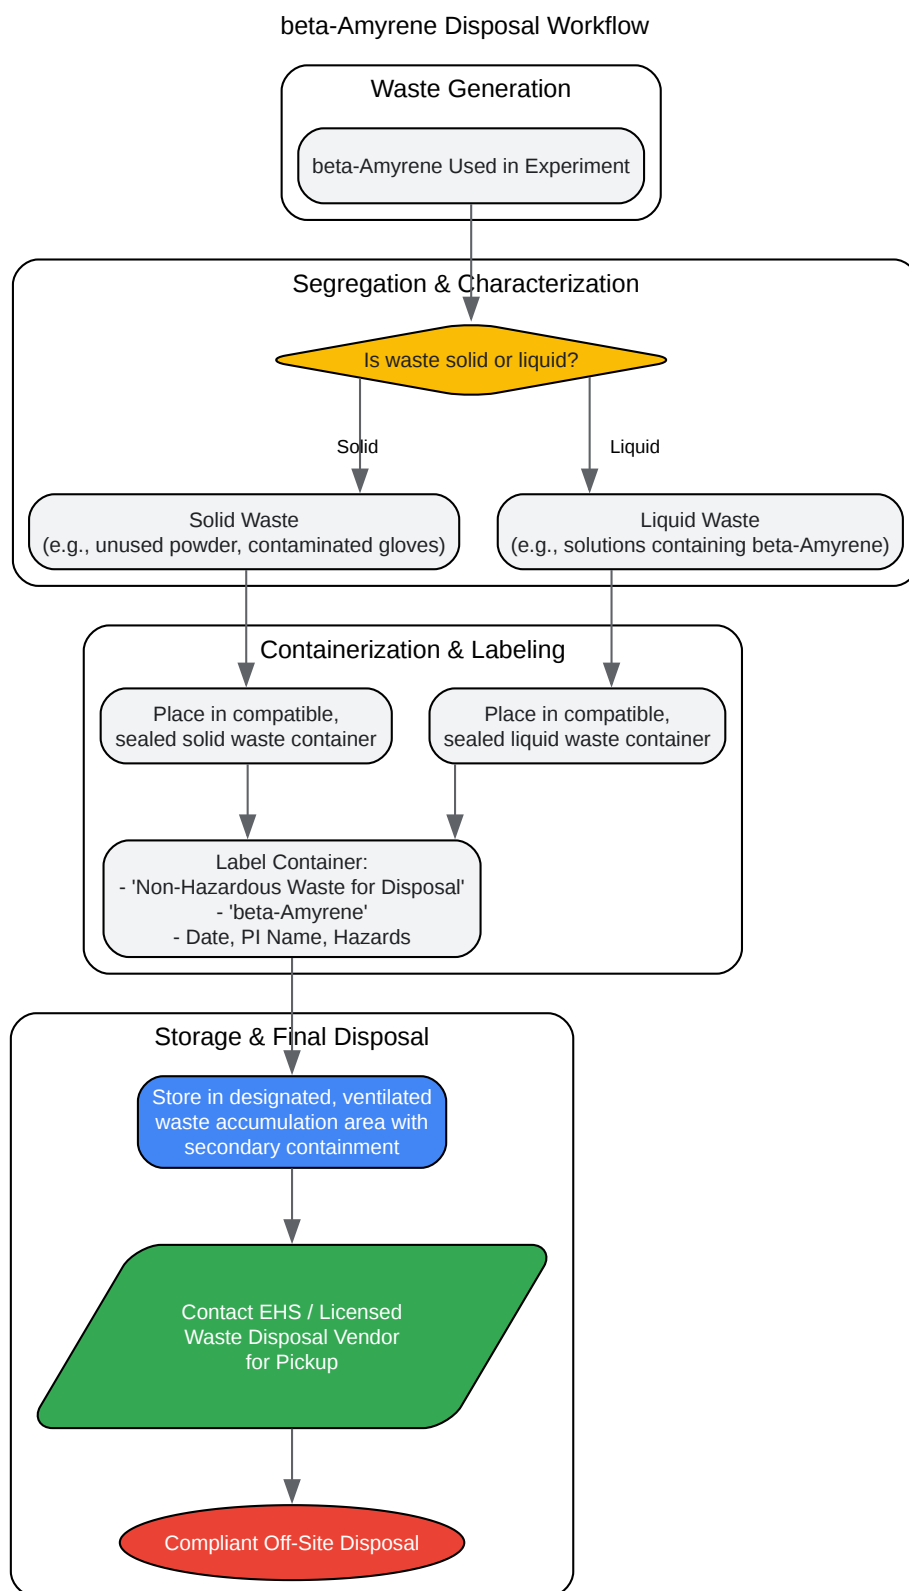 beta-Amyrene Disposal Workflow
Waste Generation
beta-Amyrene Used in Experiment
Segregation & Characterization
Is waste solid or liquid?
Solid
Liquid
Solid Waste
(e.g., unused powder, contaminated gloves)
Liquid Waste
(e.g., solutions containing beta-Amyrene)
Containerization & Labeling
Place in compatible,
sealed solid waste container
Place in compatible,
sealed liquid waste container
Label Container:
- 'Non-Hazardous Waste for Disposal'
- 'beta-Amyrene'
- Date, PI Name, Hazards
Storage & Final Disposal
Store in designated, ventilated
waste accumulation area with
secondary containment
Contact EHS / Licensed
Waste Disposal Vendor
for Pickup
Compliant Off-Site Disposal